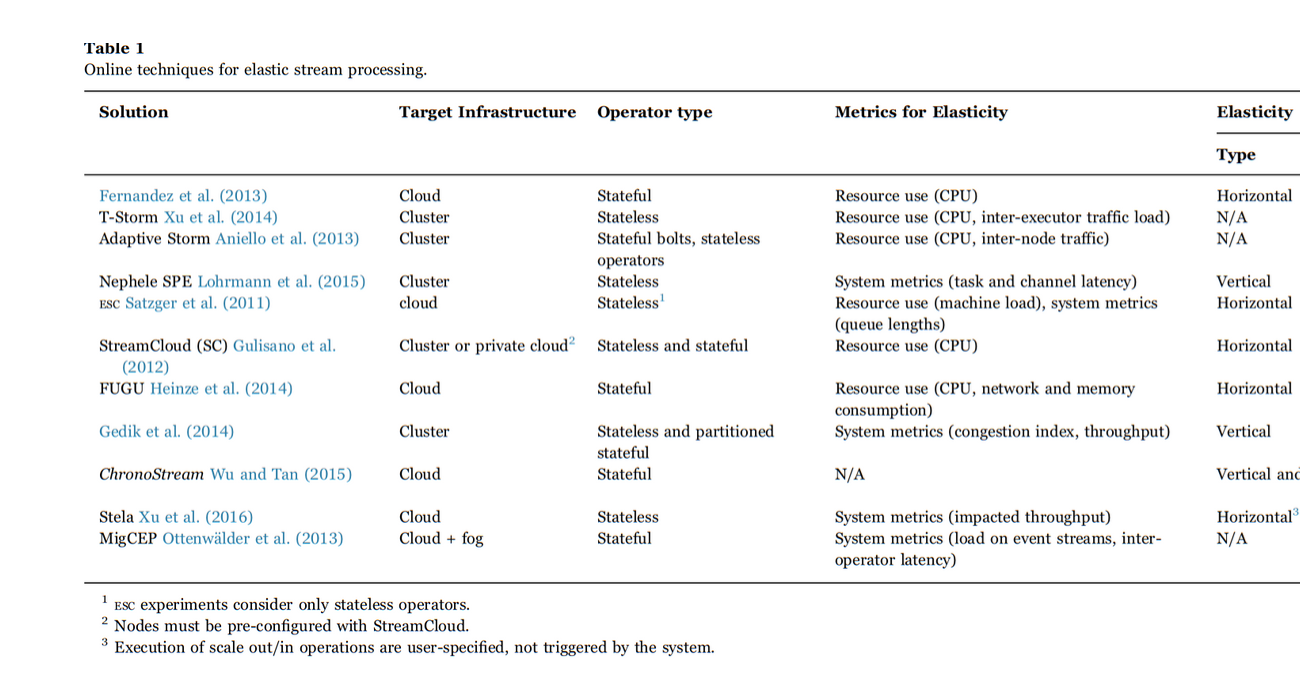 Table 1
Online techniques for elastic stream processing.
Solution Target Infrastructure Operator type Metrics for Elasticity Elasticity
Type
Fernandez et al. (2013) Cloud Stateful Resource use (CPU) Horizontal
T-Storm Xu et al. (2014) Cluster Stateless Resource use (CPU, inter-executor traffic load) N/A
Adaptive Storm Aniello et al. (2013) Cluster Stateful bolts, stateless Resource use (CPU, inter-node traffic) N/A
operators
Nephele SPE Lohrmann et al. (2015) Cluster Stateless System metrics (task and channel latency) Vertical
ESC Satzger et al. (2011) cloud Stateless¹ Resource use (machine load), system metrics Horizontal
(queue lengths)
StreamCloud (SC) Gulisano et al. Cluster or private cloud² Stateless and stateful Resource use (CPU) Horizontal
(2012)
FUGU Heinze et al. (2014) Cloud Stateful Resource use (CPU, network and memory Horizontal
consumption)
Gedik et al. (2014) Cluster Stateless and partitioned System metrics (congestion index, throughput) Vertical
stateful
ChronoStream Wu and Tan (2015) Cloud Stateful N/A Vertical and
Stela Xu et al. (2016) Cloud Stateless System metrics (impacted throughput) Horizontal³
MigCEP Ottenwälder et al. (2013) Cloud + fog Stateful System metrics (load on event streams, inter- N/A
operator latency)
¹ ESC experiments consider only stateless operators.
² Nodes must be pre-configured with StreamCloud.
³ Execution of scale out/in operations are user-specified, not triggered by the system.